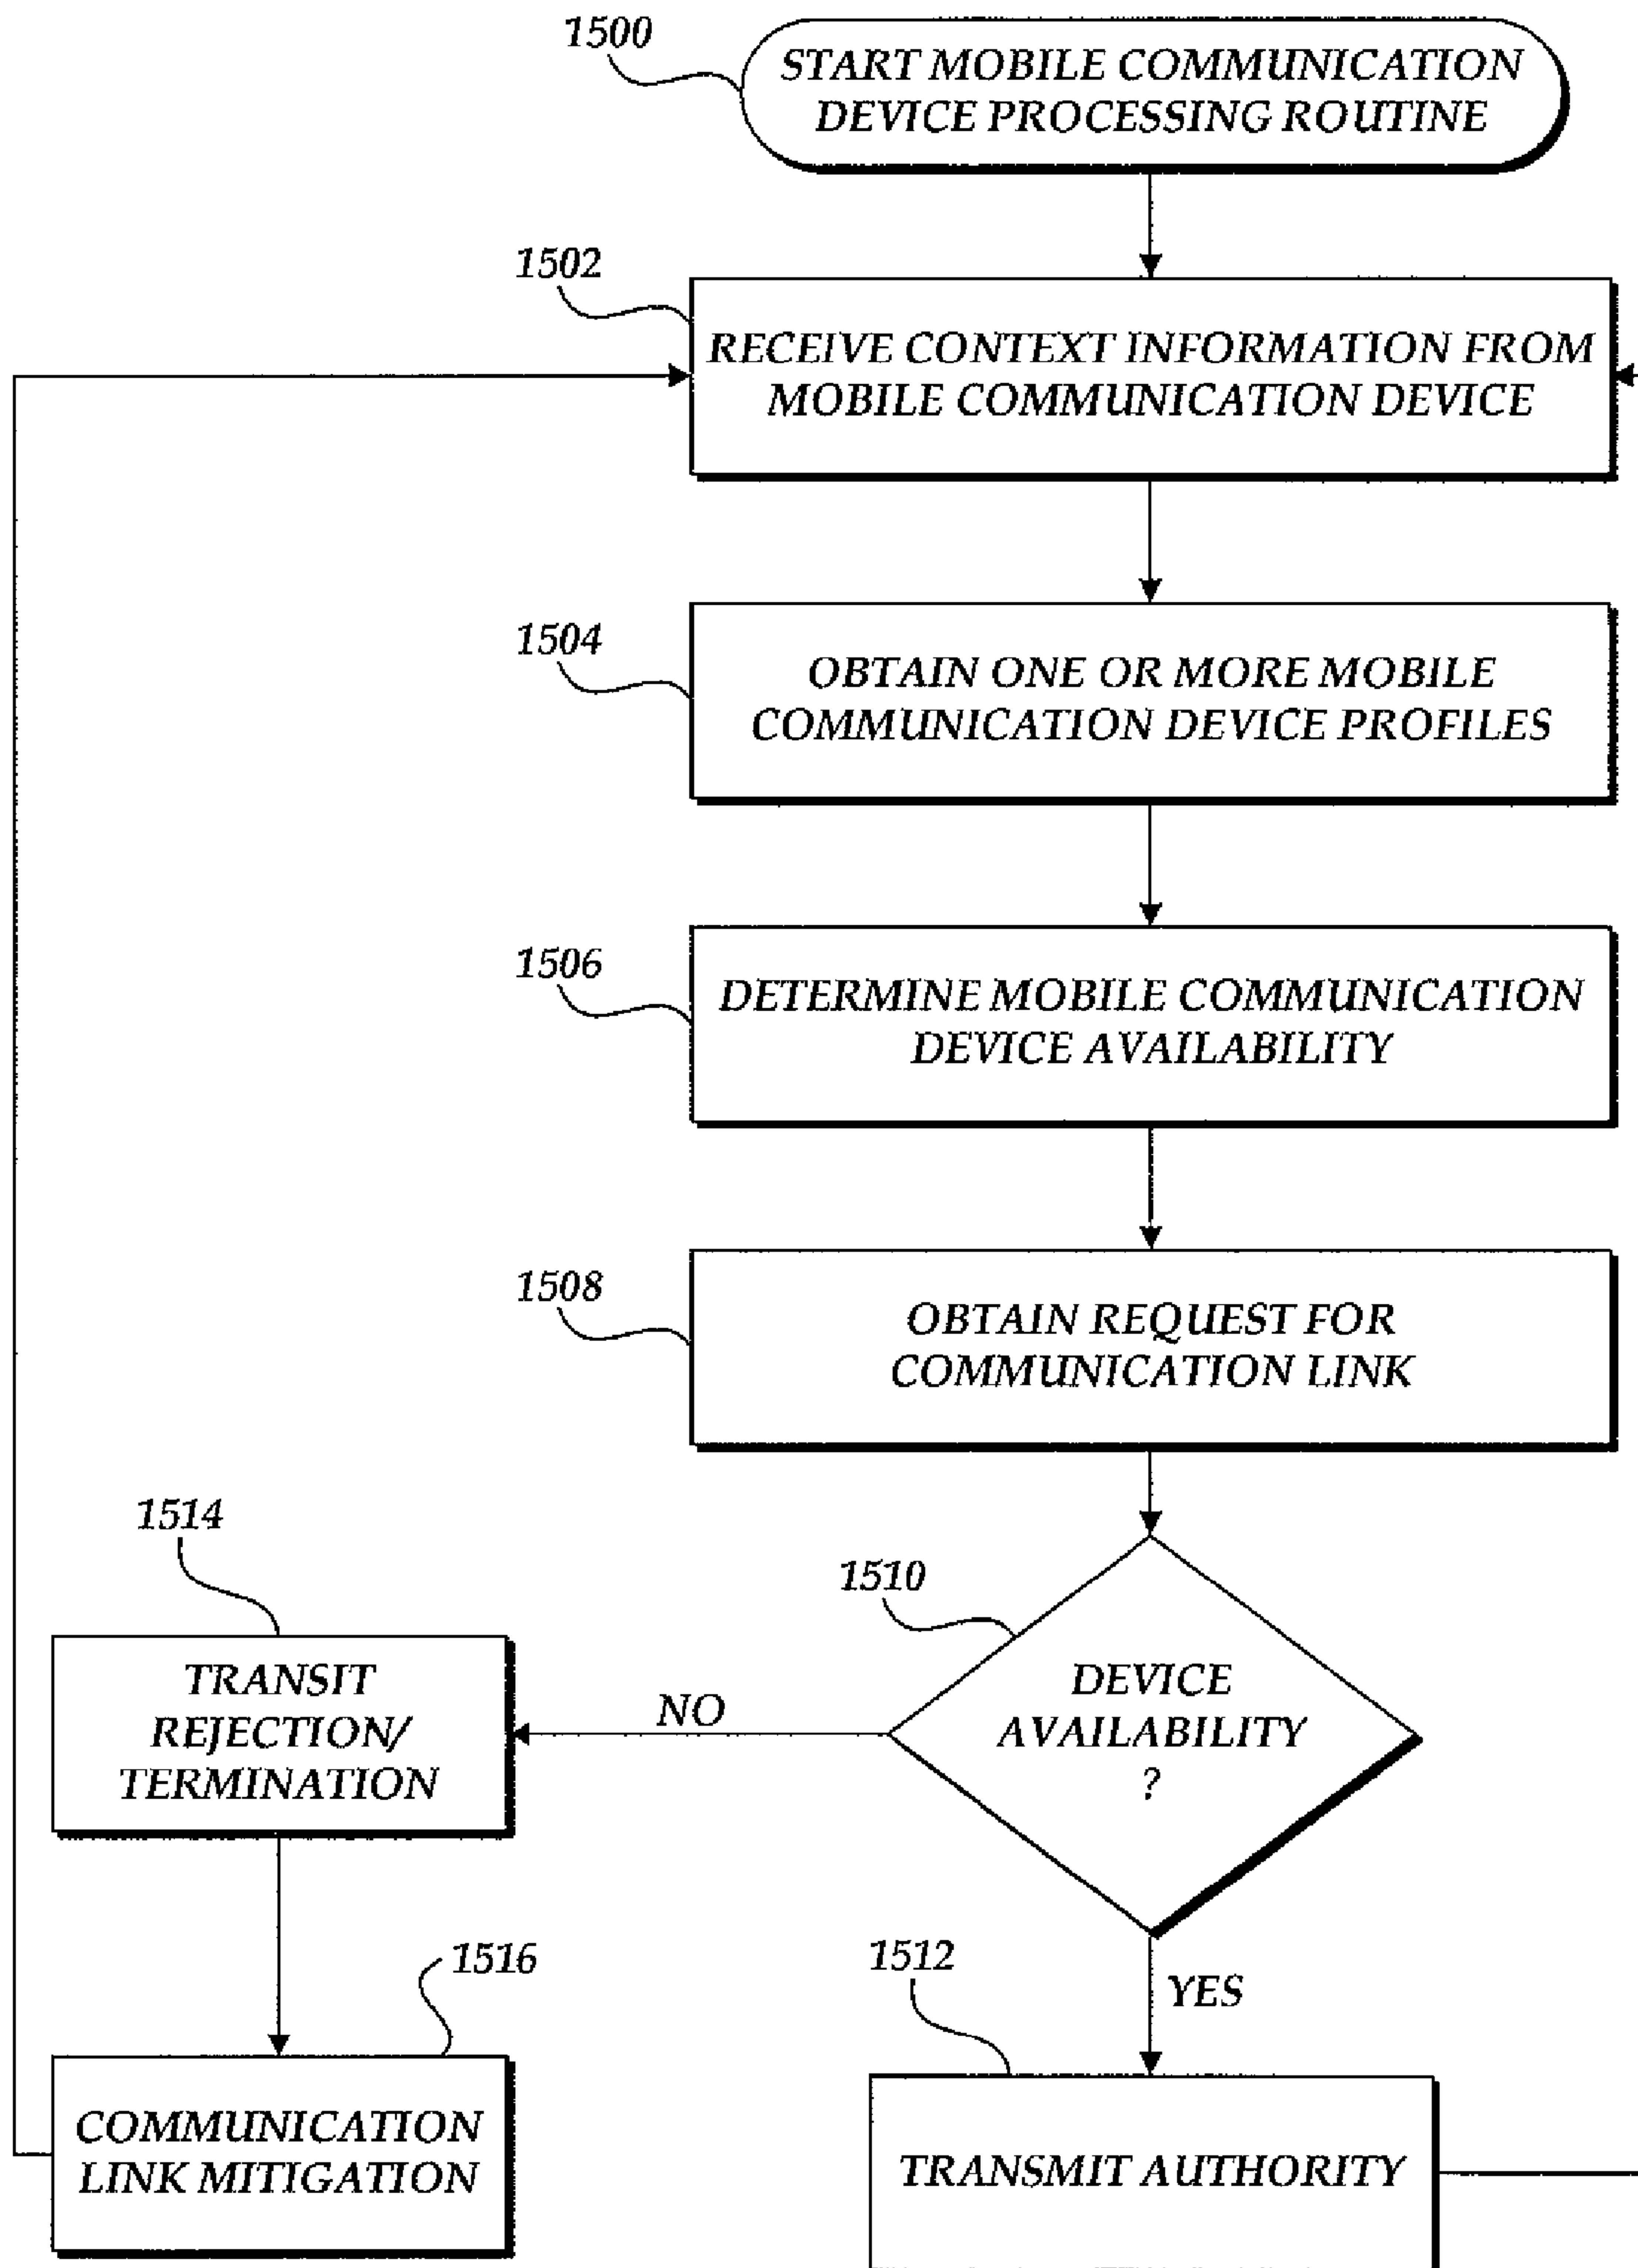 1500
START MOBILE COMMUNICATION
DEVICE PROCESSING ROUTINE
1502
RECEIVE CONTEXT INFORMATION FROM
MOBILE COMMUNICATION DEVICE
1504
OBTAIN ONE OR MORE MOBILE
COMMUNICATION DEVICE PROFILES
1506
DETERMINE MOBILE COMMUNICATION
DEVICE AVAILABILITY
1508
OBTAIN REQUEST FOR
COMMUNICATION LINK
1510
DEVICE
AVAILABILITY
?
NO
1514
TRANSIT
REJECTION/
TERMINATION
1516
COMMUNICATION
LINK MITIGATION
YES
1512
TRANSMIT AUTHORITY